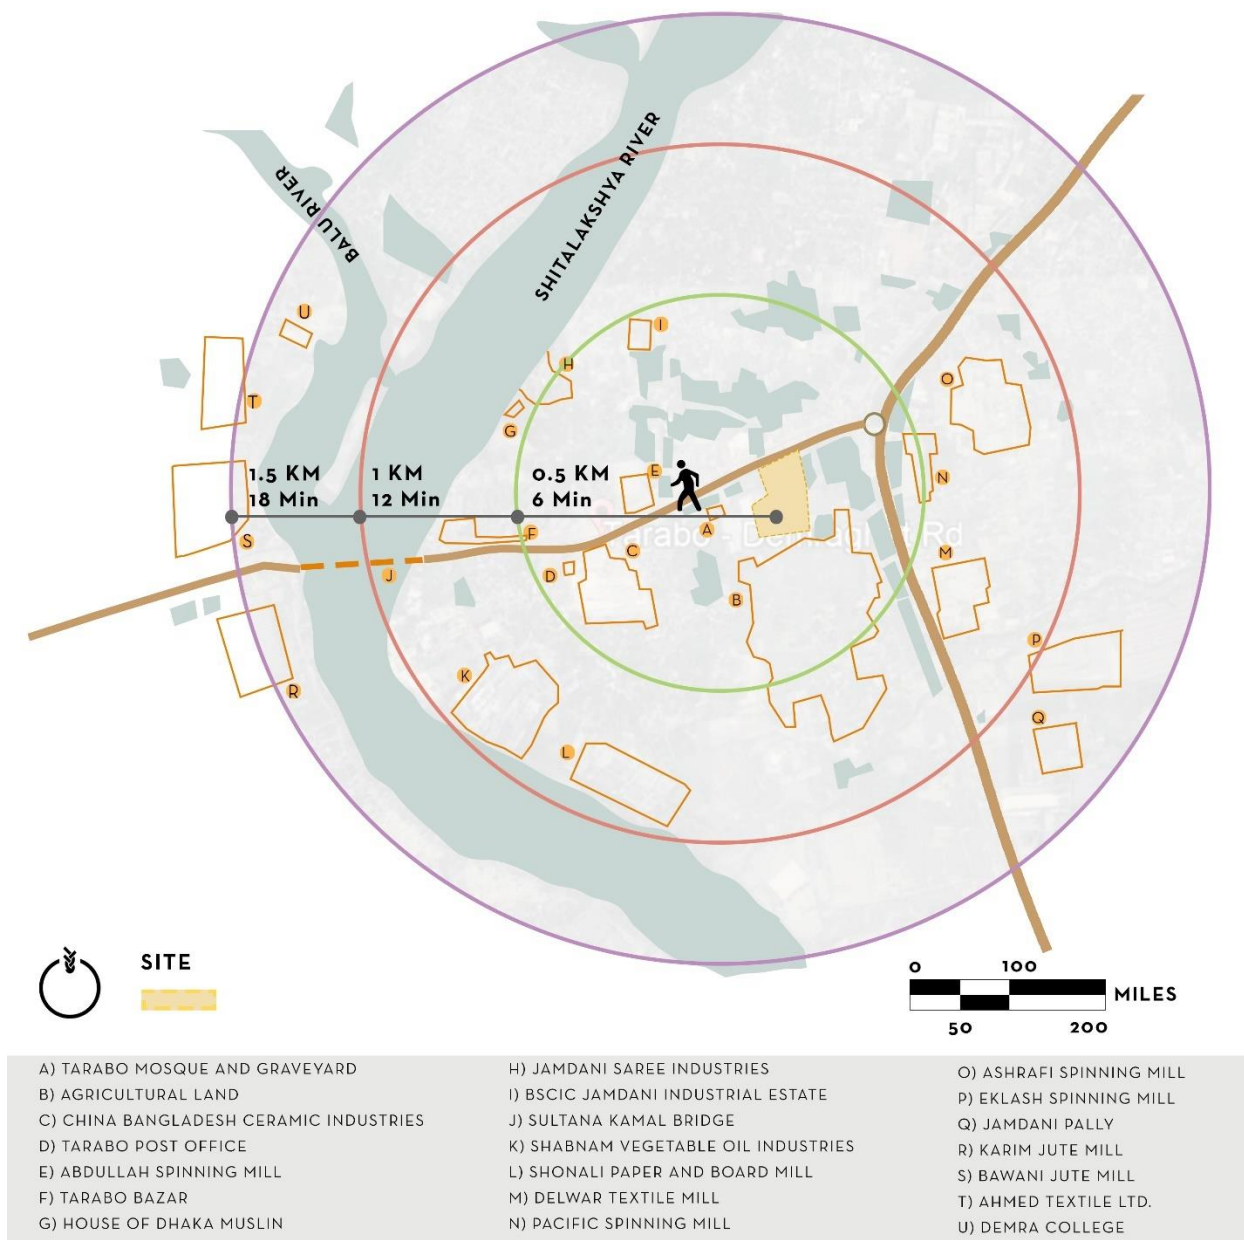 BALU RIVER
SHITALAKSHYA RIVER
U
I
H
T
O
G
1.5 KM
18 Min
1 KM
12 Min
0.5 KM
6 Min
E
N
S
F
A
Tarabo - Demraghat Rd
J
D
C
B
M
K
R
P
L
Q
SITE
0 100
MILES
50 200
A) TARABO MOSQUE AND GRAVEYARD
B) AGRICULTURAL LAND
C) CHINA BANGLADESH CERAMIC INDUSTRIES
D) TARABO POST OFFICE
E) ABDULLAH SPINNING MILL
F) TARABO BAZAR
G) HOUSE OF DHAKA MUSLIN
H) JAMDANI SAREE INDUSTRIES
I) BSCIC JAMDANI INDUSTRIAL ESTATE
J) SULTANA KAMAL BRIDGE
K) SHABNAM VEGETABLE OIL INDUSTRIES
L) SHONALI PAPER AND BOARD MILL
M) DELWAR TEXTILE MILL
N) PACIFIC SPINNING MILL
O) ASHRAFI SPINNING MILL
P) EKLASH SPINNING MILL
Q) JAMDANI PALLY
R) KARIM JUTE MILL
S) BAWANI JUTE MILL
T) AHMED TEXTILE LTD.
U) DEMRA COLLEGE